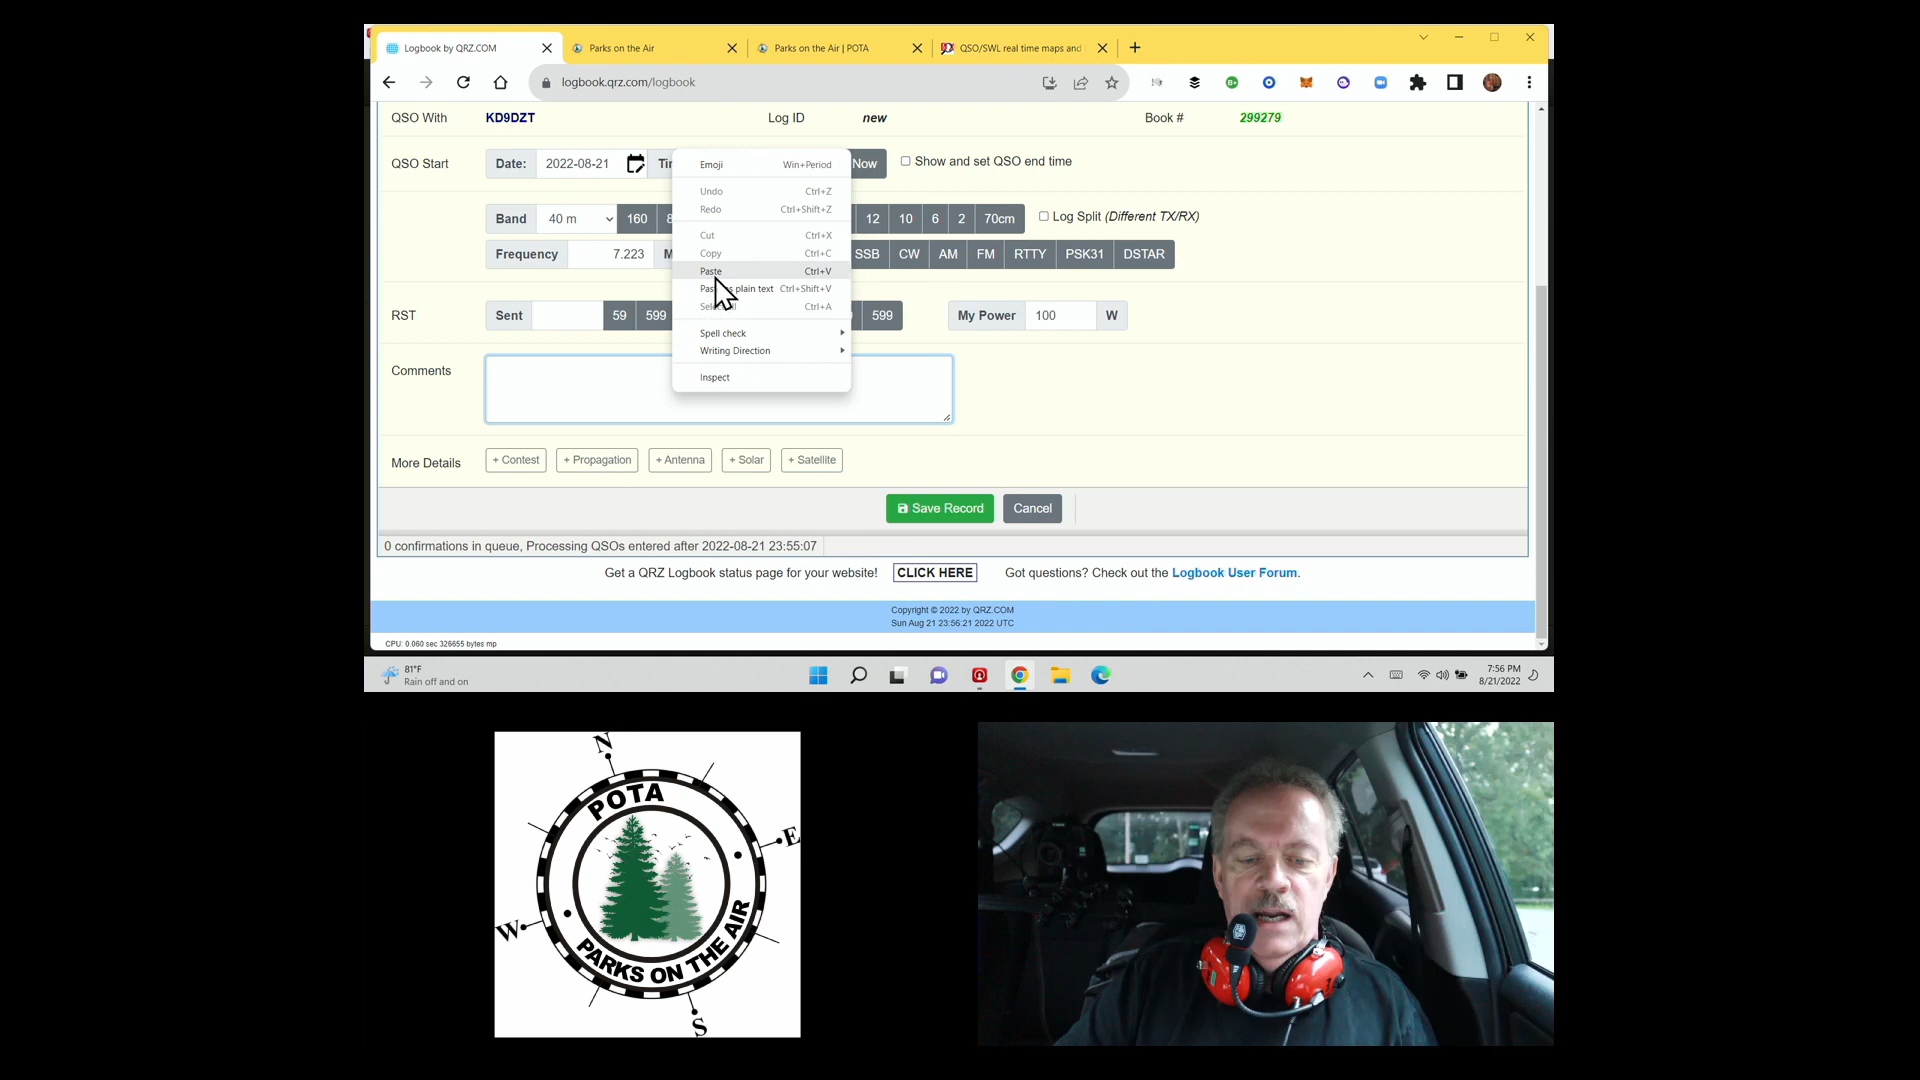 Logbook by QRZ.COM
Parks on the Air
Parks on the Air | POTA
QSO/SWL real time maps and
logbook.qrz.com/logbook
QSO With KD9DZT Log ID new Book # 299279
QSO Start Date: 2022-08-21 Now Show and set QSO end time
Band 40 m 160 12 10 6 2 70cm Log Split (Different TX/RX)
Frequency 7.223 SSB CW AM FM RTTY PSK31 DSTAR
RST Sent 59 599 599 My Power 100 W
Comments
Emoji Win+Period
Undo Ctrl+Z
Redo Ctrl+Shift+Z
Cut Ctrl+X
Copy Ctrl+C
Paste Ctrl+V
plain text Ctrl+Shift+V
Ctrl+A
Spell check
Writing Direction
Inspect
More Details + Contest + Propagation + Antenna + Solar + Satellite
Save Record Cancel
0 confirmations in queue, Processing QSOs entered after 2022-08-21 23:55:07
Get a QRZ Logbook status page for your website! CLICK HERE Got questions? Check out the Logbook User Forum.
Copyright © 2022 by QRZ.COM
Sun Aug 21 23:56:21 2022 UTC
CPU: 0.060 sec 326655 bytes mp
81°F
Rain off and on
7:56 PM
8/21/2022
N
E
W
S
POTA
PARKS ON THE AIR